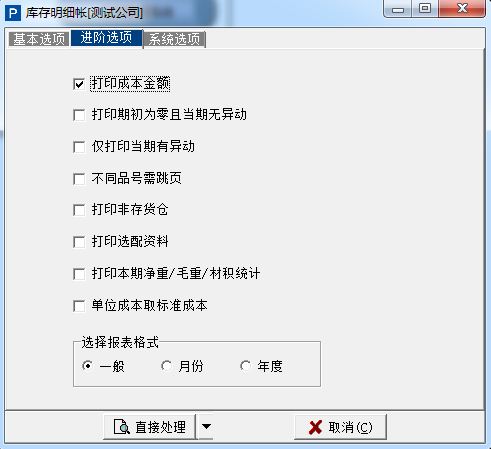 P 库存明细帐[测试公司]
基本选项 进阶选项 系统选项
打印成本金额
打印期初为零且当期无异动
仅打印当期有异动
不同品号需跳页
打印非存货仓
打印选配资料
打印本期净重/毛重/材积统计
单位成本取标准成本
选择报表格式
一般 月份 年度
直接处理 取消(C)